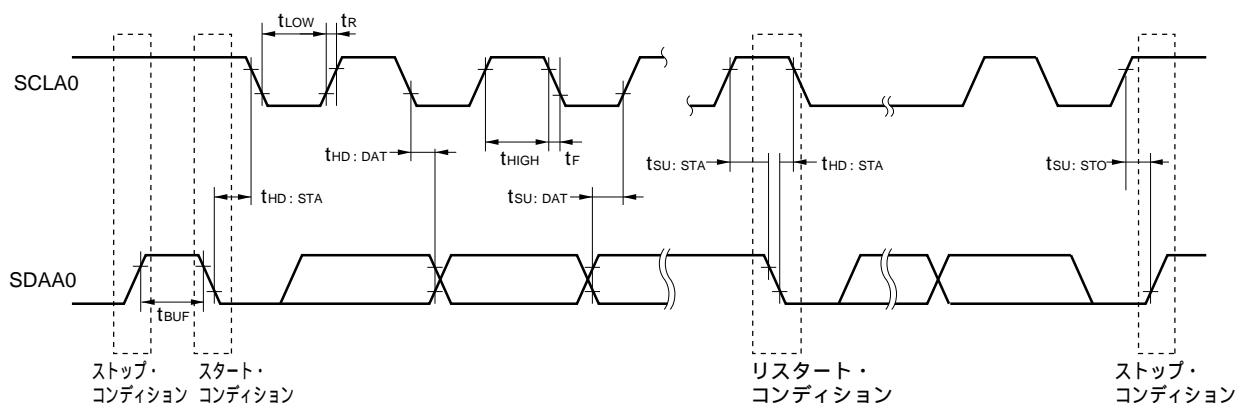 tLOW tR
SCLA0
tHD : DAT tHIGH tF tSU : STA tHD : STA tSU : STO
tHD : STA tSU : DAT
SDAA0
tBUF
ストップ・ スタート・ リスタート・ ストップ・
コンディション コンディション コンディション コンディション